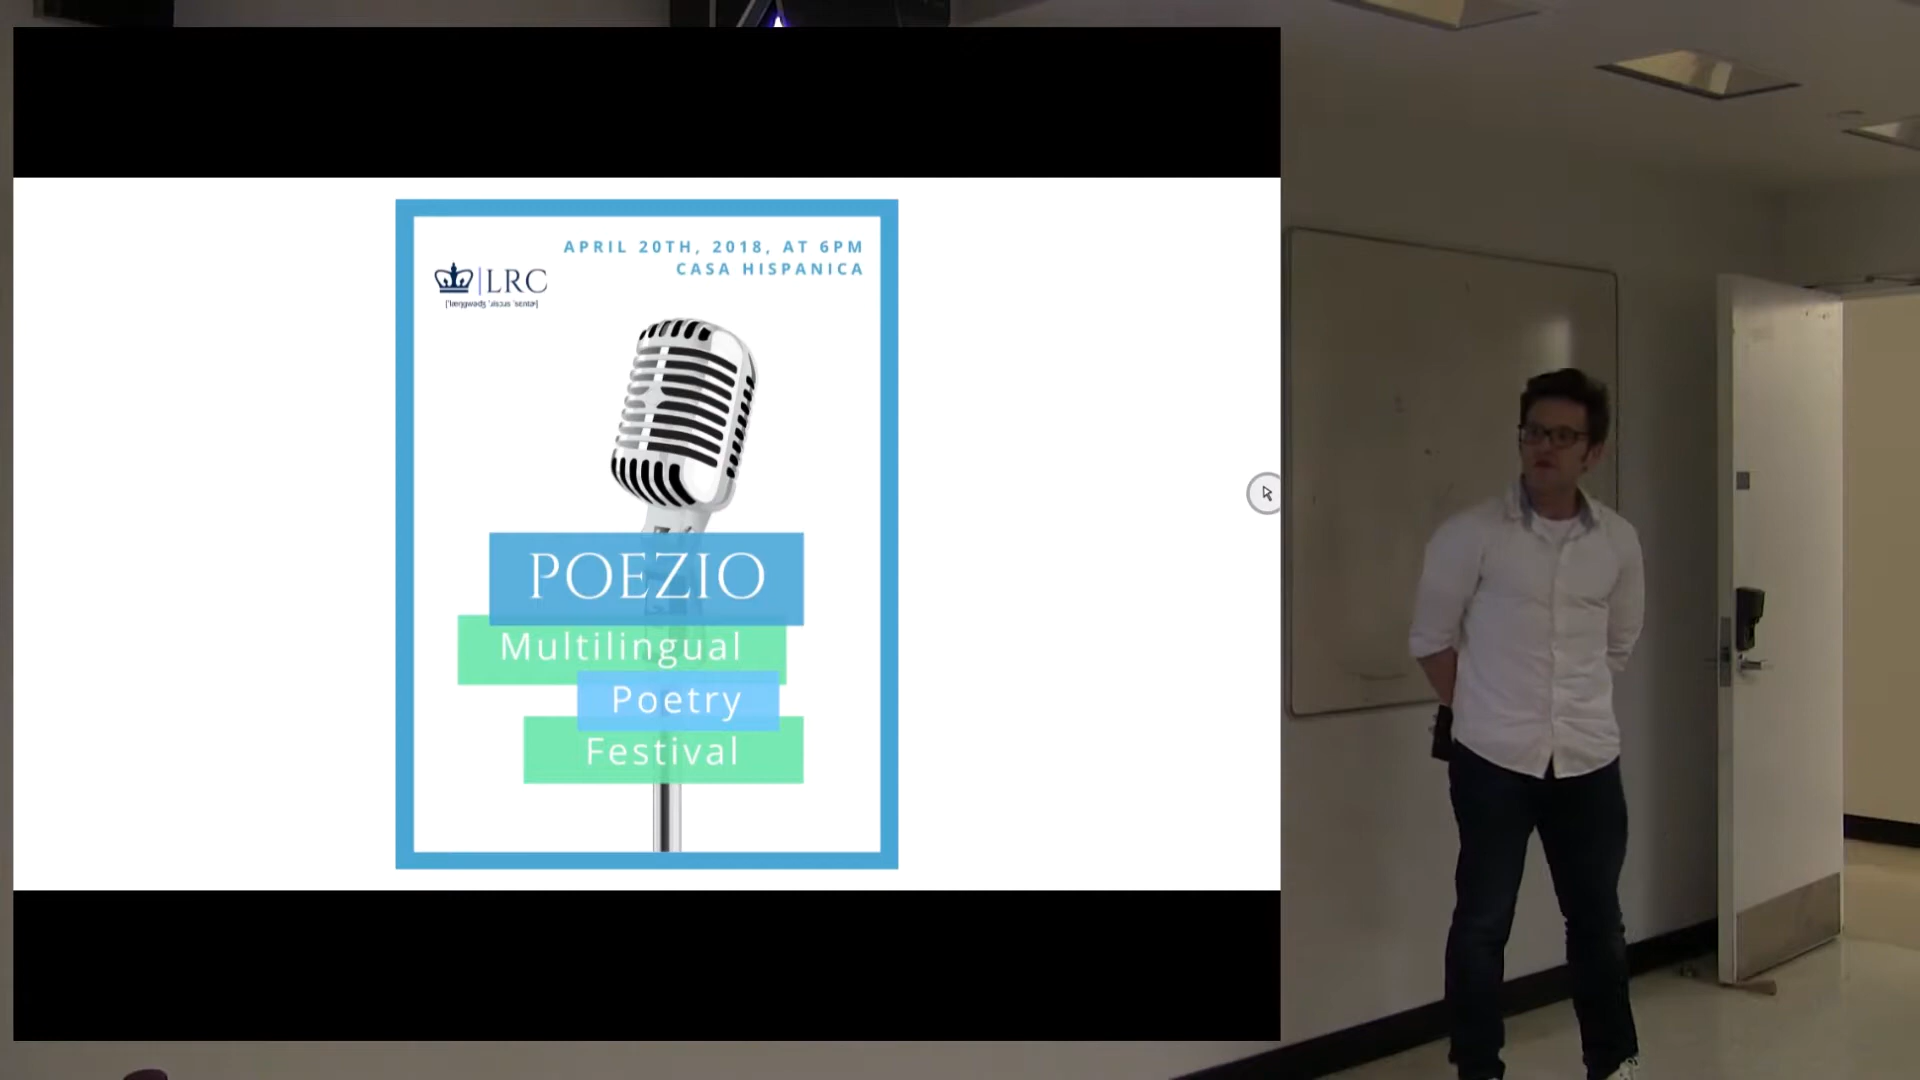 APRIL 20TH, 2018, AT 6PM
CASA HISPANICA
LRC
POEZIO
Multilingual
Poetry
Festival